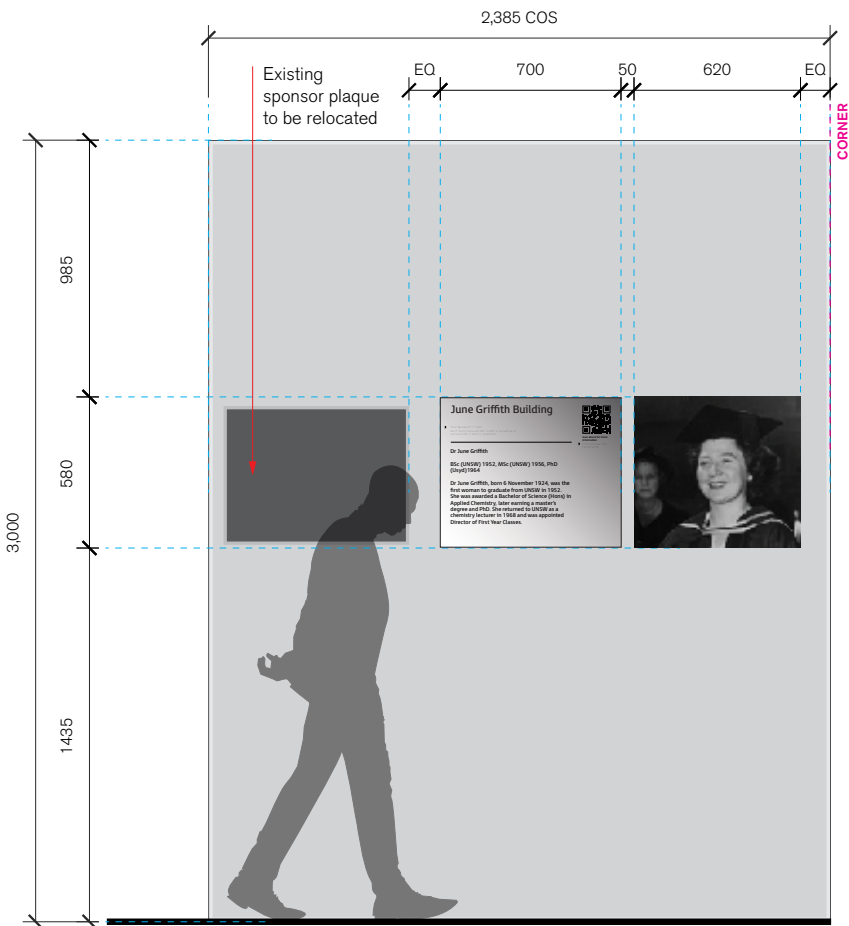 2,385 COS
Existing
sponsor plaque
to be relocated
EQ
700
50
620
EQ
CORNER
985
580
3,000
1435
June Griffith Building
Dr June Griffith
BSc (UNSW) 1952, MSc (UNSW) 1956, PhD
(Usyd)1964
Dr June Griffith, born 6 November 1924, was the
first woman to graduate from UNSW in 1952.
She was awarded a Bachelor of Science (Hons) in
Applied Chemistry, later earning a master's
degree and PhD. She returned to UNSW as a
chemistry lecturer in 1968 and was appointed
Director of First Year Classes.